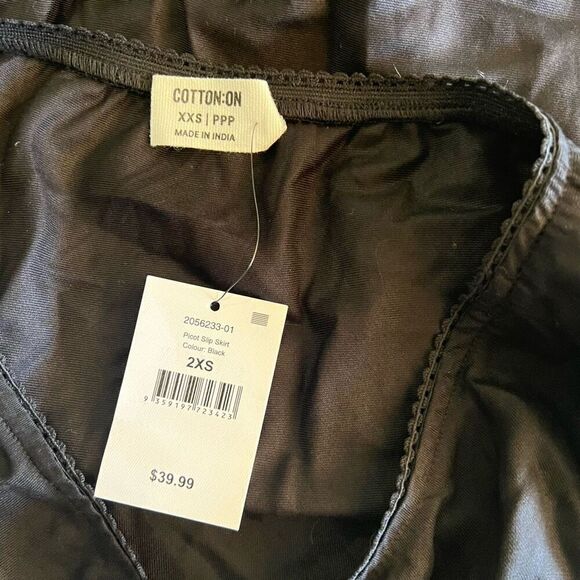 COTTON:ON
XXS | PPP
MADE IN INDIA
2056233-01
Picot Slip Skirt
Colour: Black
2XS
9 359197 723423
$39.99